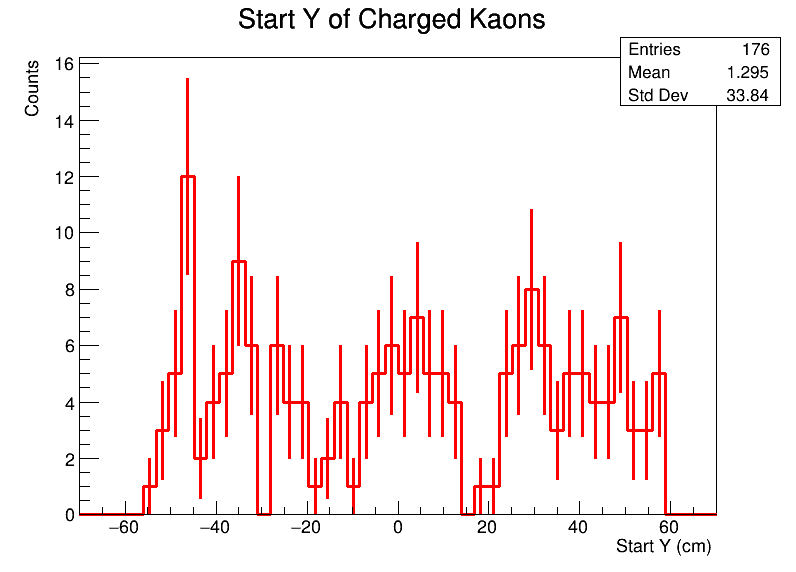 Start Y of Charged Kaons
Entries 176
Mean 1.295
Std Dev 33.84
Counts
16
14
12
10
8
6
4
2
0
−60 −40 −20 0 20 40 60
Start Y (cm)